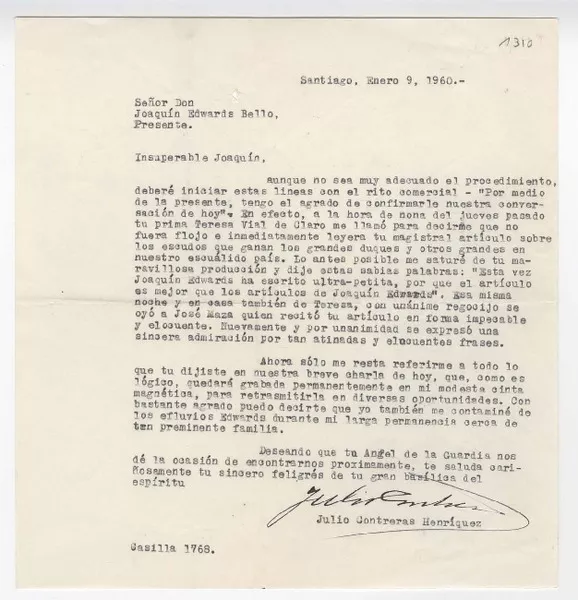 1310
Santiago, Enero 9, 1960.-
Señor Don
Joaquín Edwards Bello,
Presente.
Insuperable Joaquín,
aunque no sea muy adecuado el procedimiento,
deberé iniciar estas líneas con el rito comercial - "Por medio
de la presente, tengo el agrado de confirmarle nuestra conver-
sación de hoy". En efecto, a la hora de nona del jueves pasado
tu prima Teresa Vial de Claro me llamó para decirme que no
fuera flojo e inmediatamente leyera tu magistral artículo sobre
los escudos que ganan los grandes duques y otros grandes en
nuestro escuálido país. Lo antes posible me saturé de tu ma-
ravillosa producción y dije estas sabias palabras: "Esta vez
Joaquín Edwards ha escrito ultra-petita, por que el artículo
es mejor que los artículos de Joaquín Edwards". Esa misma
noche y en casa también de Teresa, con unánime regocijo se
oyó a José Maza quien recitó tu artículo en forma impecable
y elocuente. Nuevamente y por unanimidad se expresó una
sincera admiración por tan atinadas y elocuentes frases.
Ahora sólo me resta referirme a todo lo
que tu dijiste en nuestra breve charla de hoy, que, como es
lógico, quedará grabada permanentemente en mi modesta cinta
magnética, para retrasmitirla en diversas oportunidades. Con
bastante agrado puedo decirte que yo también me contaminé de
los efluvios Edwards durante mi larga permanencia cerca de
tan preminente familia.
Deseando que tu Angel de la Guardia nos
dé la ocasión de encontrarnos proximamente, te saluda cari-
ñosamente tu sincero feligrés de tu gran basílica del
espíritu
Julio Contreras Henríquez
Casilla 1768.